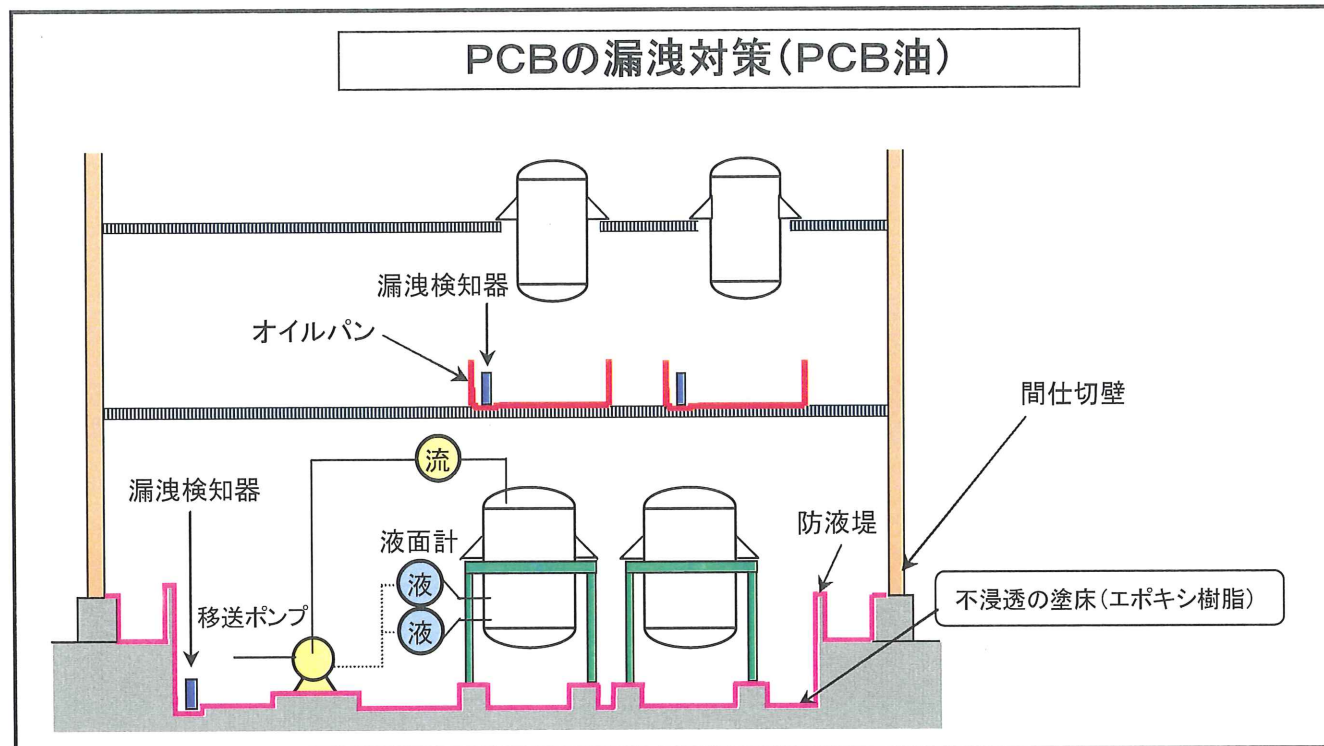 PCBの漏洩対策(PCB油)
漏洩検知器
オイルパン
間仕切壁
流
漏洩検知器
防液堤
液面計
液
不浸透の塗床(エポキシ樹脂)
移送ポンプ
液